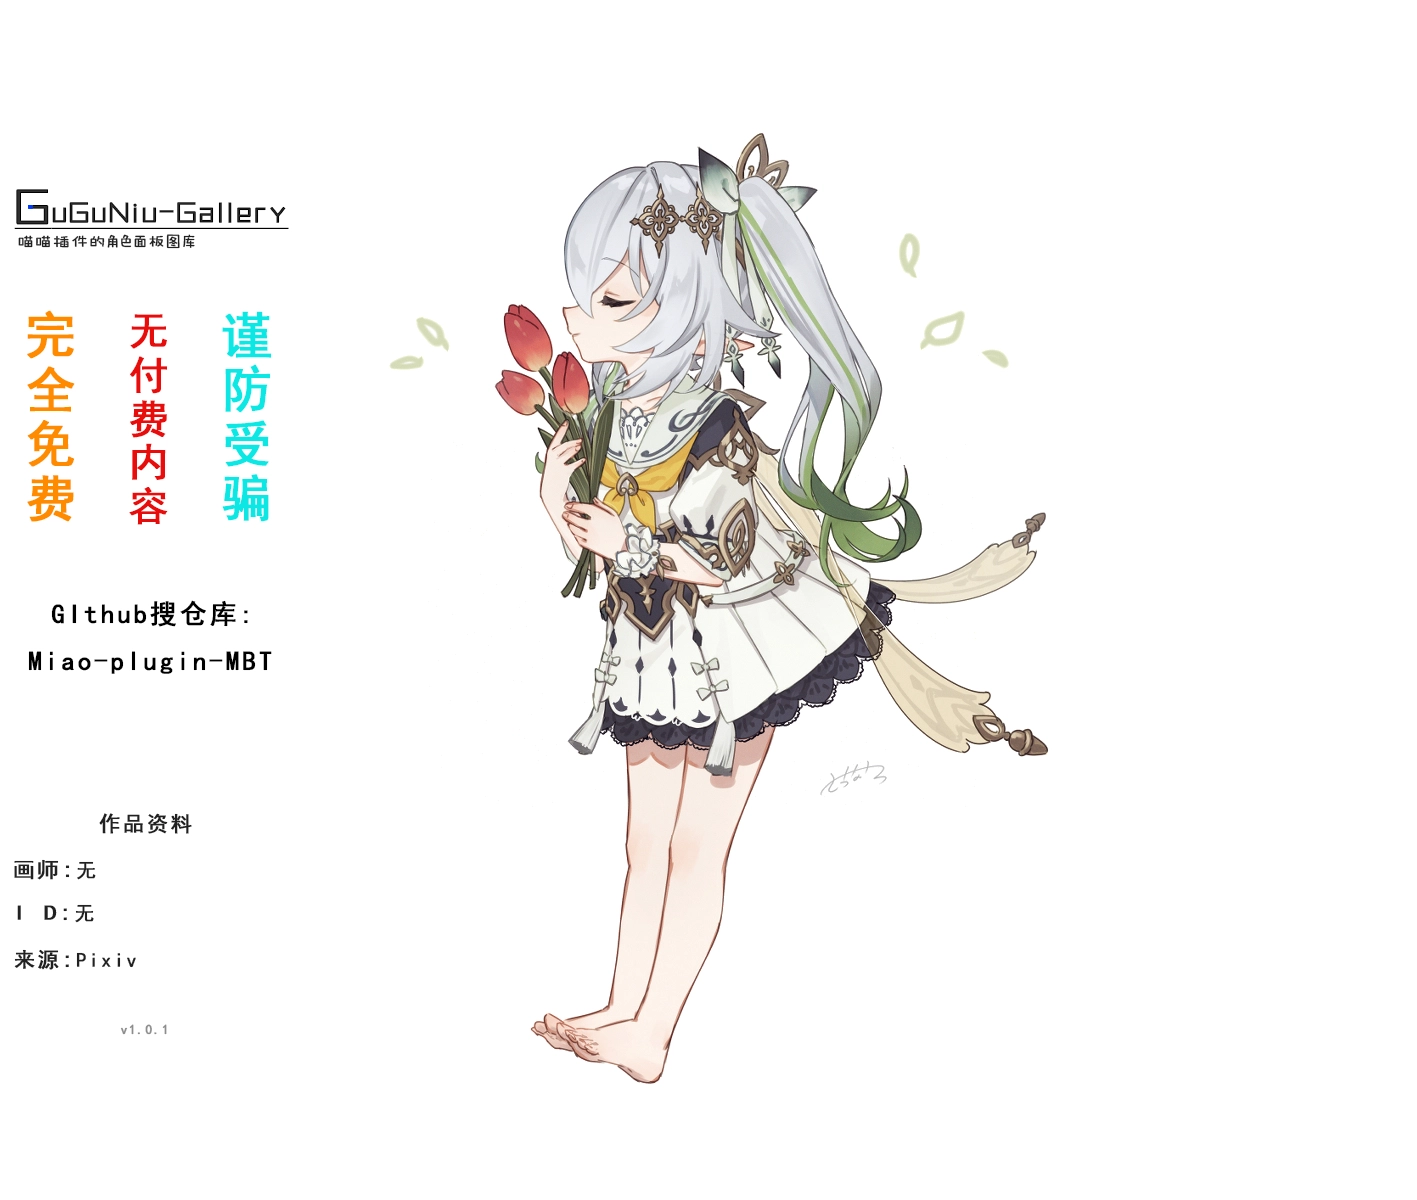 GuGuNiu-Gallery
喵喵插件的角色面板图库
完全免费
无付费内容
谨防受骗
GIthub搜仓库:
Miao-plugin-MBT
作品资料
画师:无
I D:无
来源:Pixiv
v1.0.1